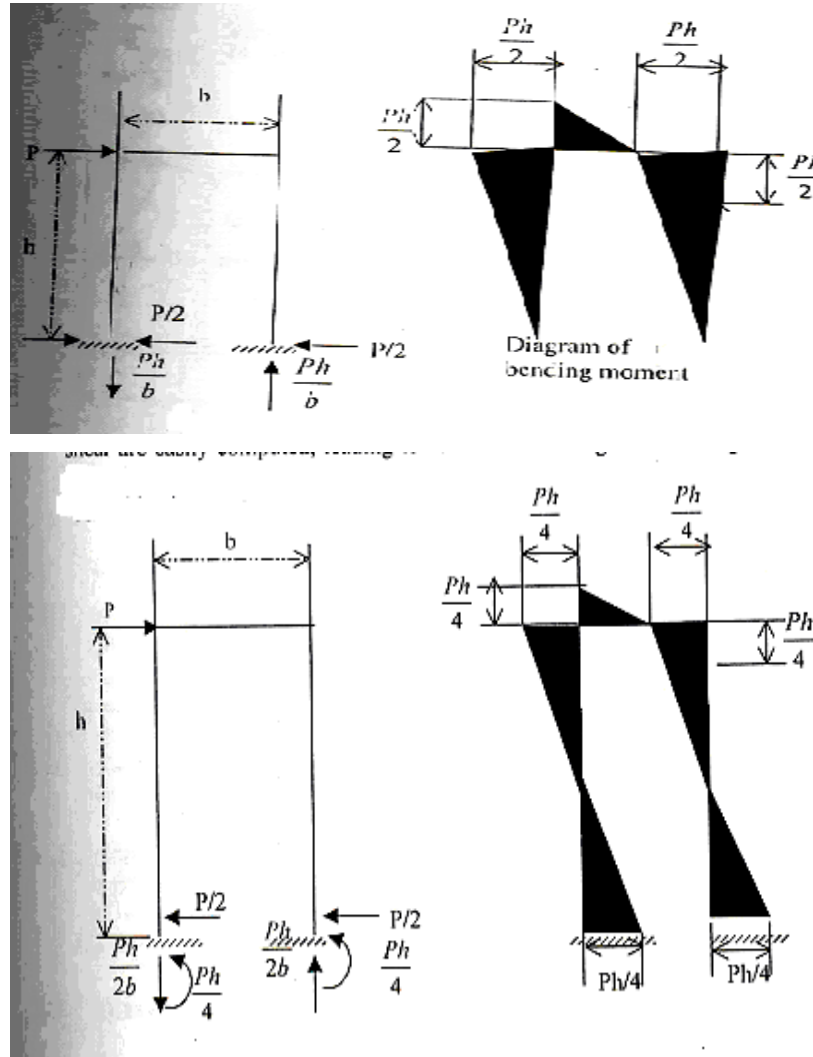 Ph/2
Ph/2
b
Ph/2
P
Ph/2
h
P/2
P/2
Ph/b
Ph/b
Diagram of
bencing moment
Ph/4
Ph/4
b
Ph/4
P
Ph/4
h
P/2
P/2
Ph/2b
Ph/4
Ph/2b
Ph/4
Ph/4
Ph/4